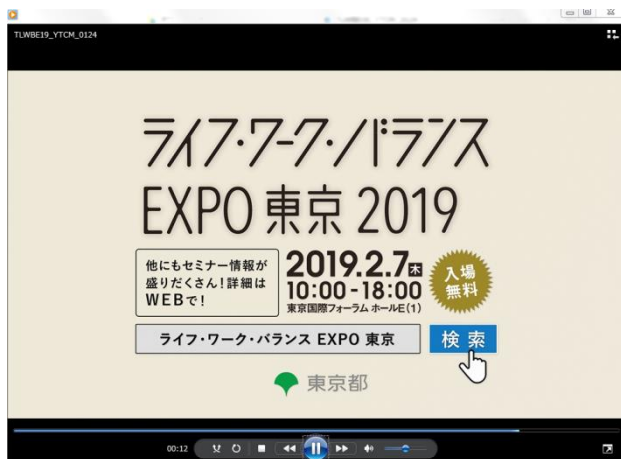 TLWBE19_YTCM_0124
ライフ・ワーク・バランス
EXPO 東京 2019
他にもセミナー情報が
盛りだくさん!詳細は
WEBで!
2019.2.7木
10:00-18:00
東京国際フォーラム ホールE(1)
入場
無料
ライフ・ワーク・バランス EXPO 東京
検索
東京都
00:12